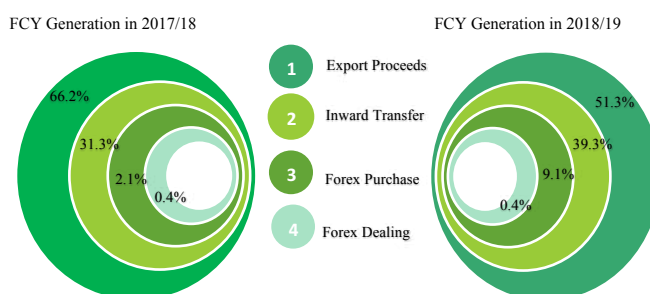 FCY Generation in 2017/18
66.2%
31.3%
2.1%
0.4%
1 Export Proceeds
2 Inward Transfer
3 Forex Purchase
4 Forex Dealing
FCY Generation in 2018/19
51.3%
39.3%
9.1%
0.4%